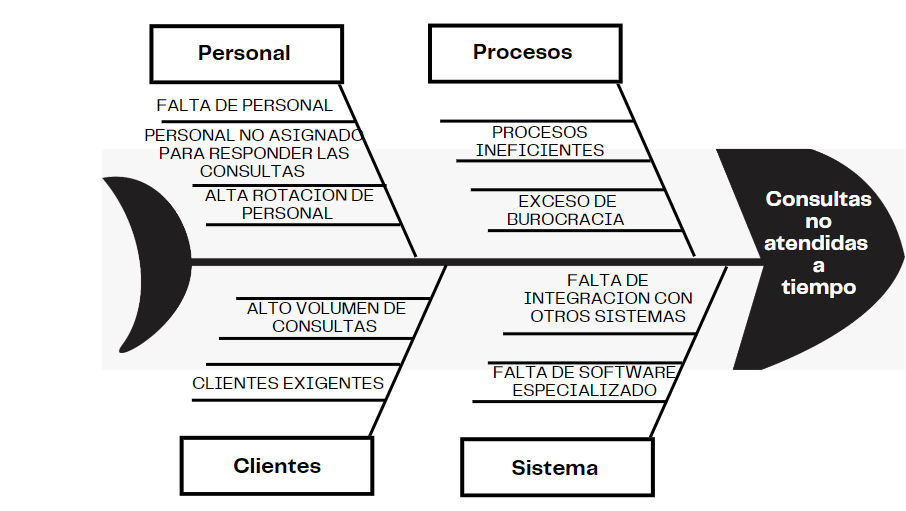 Personal
FALTA DE PERSONAL
PERSONAL NO ASIGNADO
PARA RESPONDER LAS
CONSULTAS
ALTA ROTACION DE
PERSONAL
Procesos
PROCESOS
INEFICIENTES
EXCESO DE
BUROCRACIA
Consultas
no
atendidas
a
tiempo
ALTO VOLUMEN DE
CONSULTAS
CLIENTES EXIGENTES
Clientes
FALTA DE
INTEGRACION CON
OTROS SISTEMAS
FALTA DE SOFTWARE
ESPECIALIZADO
Sistema